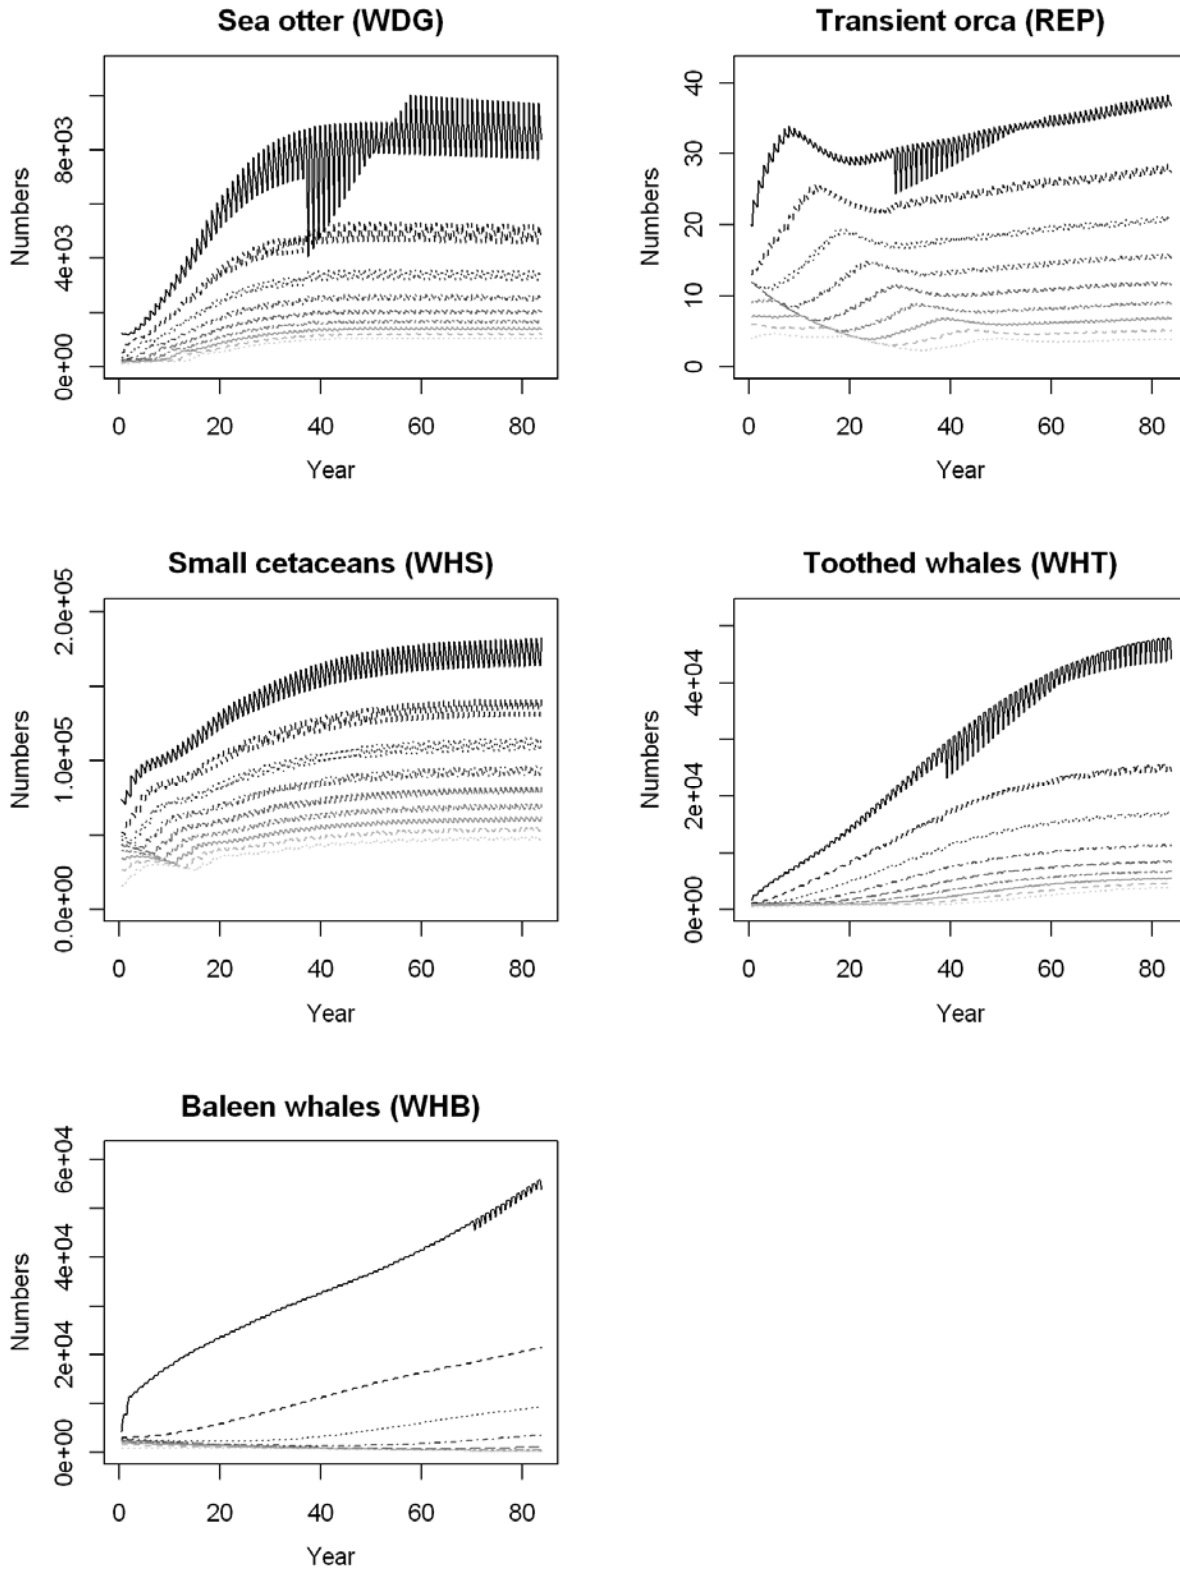 Sea otter (WDG)
Numbers
0e+00 4e+03 8e+03
0 20 40 60 80
Year
Transient orca (REP)
Numbers
0 10 20 30 40
0 20 40 60 80
Year
Small cetaceans (WHS)
Numbers
0.0e+00 1.0e+05 2.0e+05
0 20 40 60 80
Year
Toothed whales (WHT)
Numbers
0e+00 2e+04 4e+04
0 20 40 60 80
Year
Baleen whales (WHB)
Numbers
0e+00 2e+04 4e+04 6e+04
0 20 40 60 80
Year